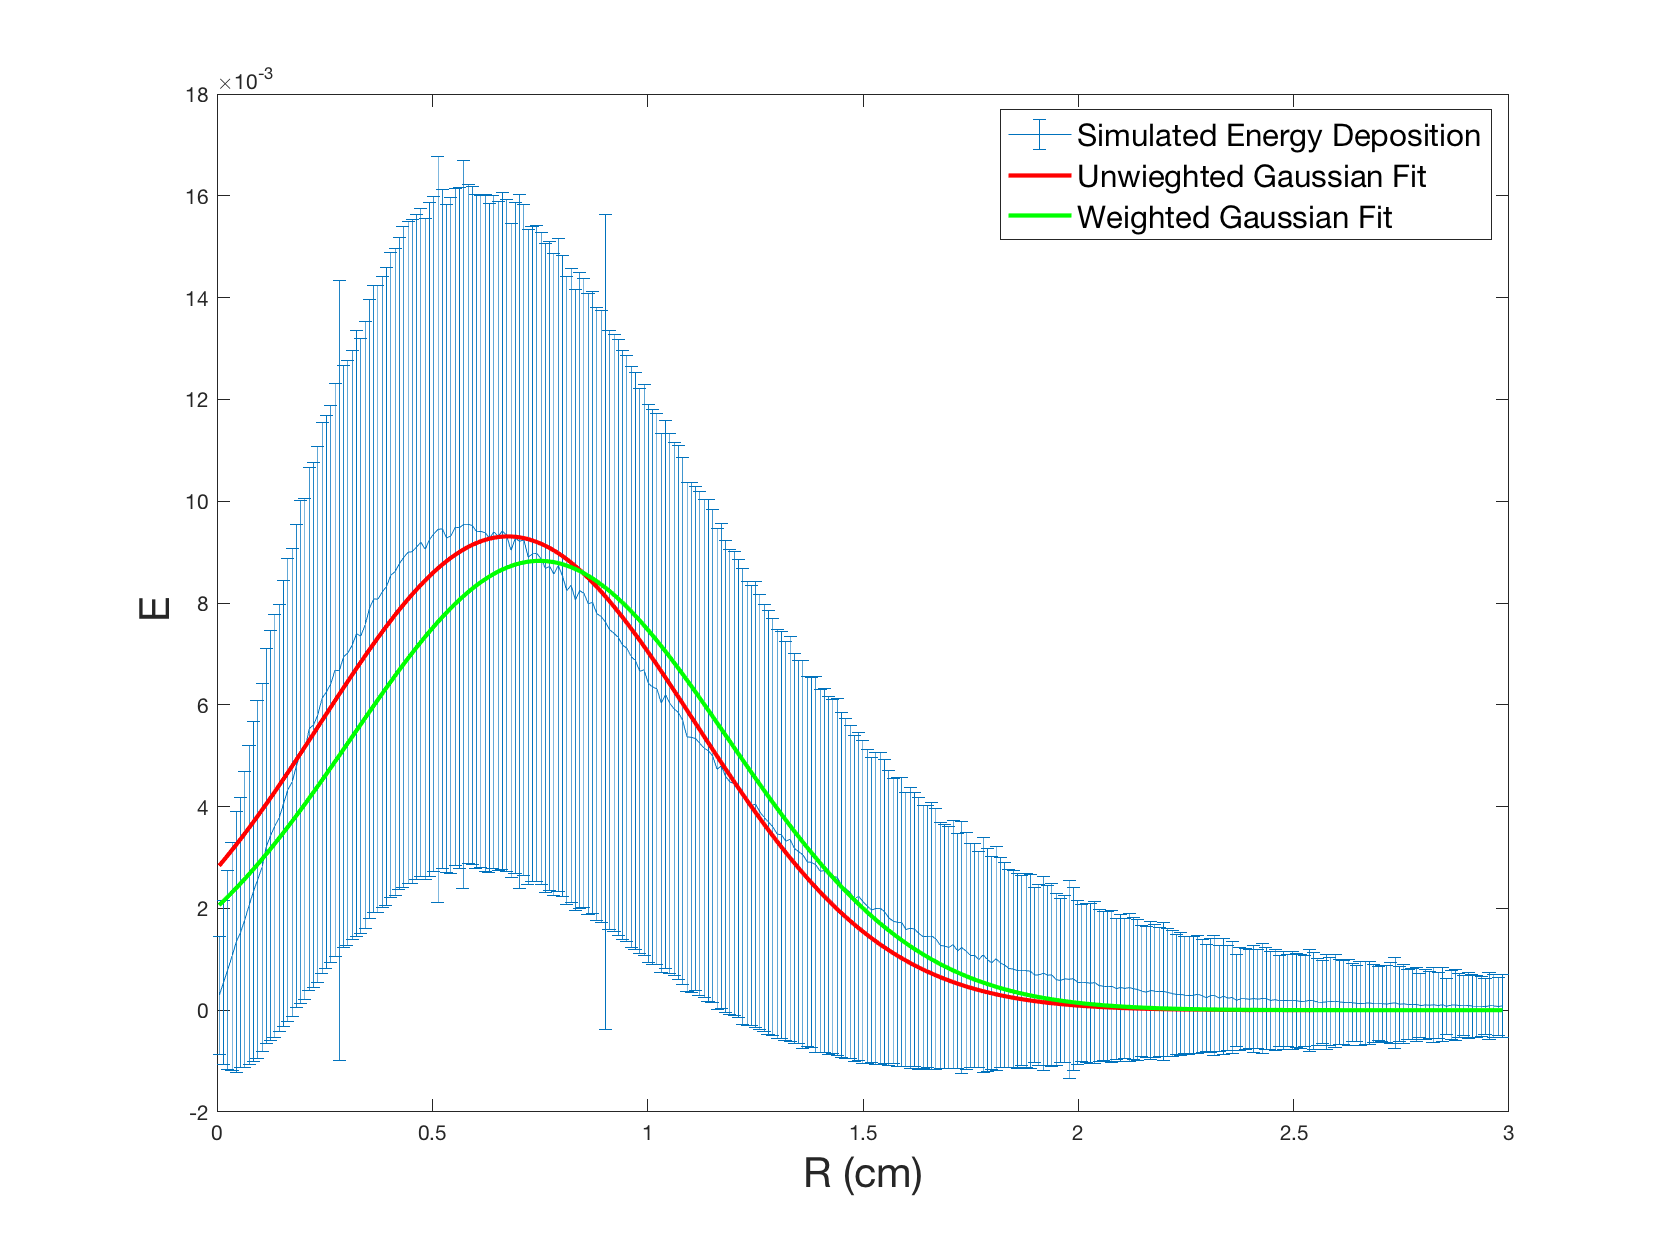 ×10-3
18
16
14
12
10
8
6
4
2
0
-2
E
0 0.5 1 1.5 2 2.5 3
R (cm)
Simulated Energy Deposition
Unwieghted Gaussian Fit
Weighted Gaussian Fit